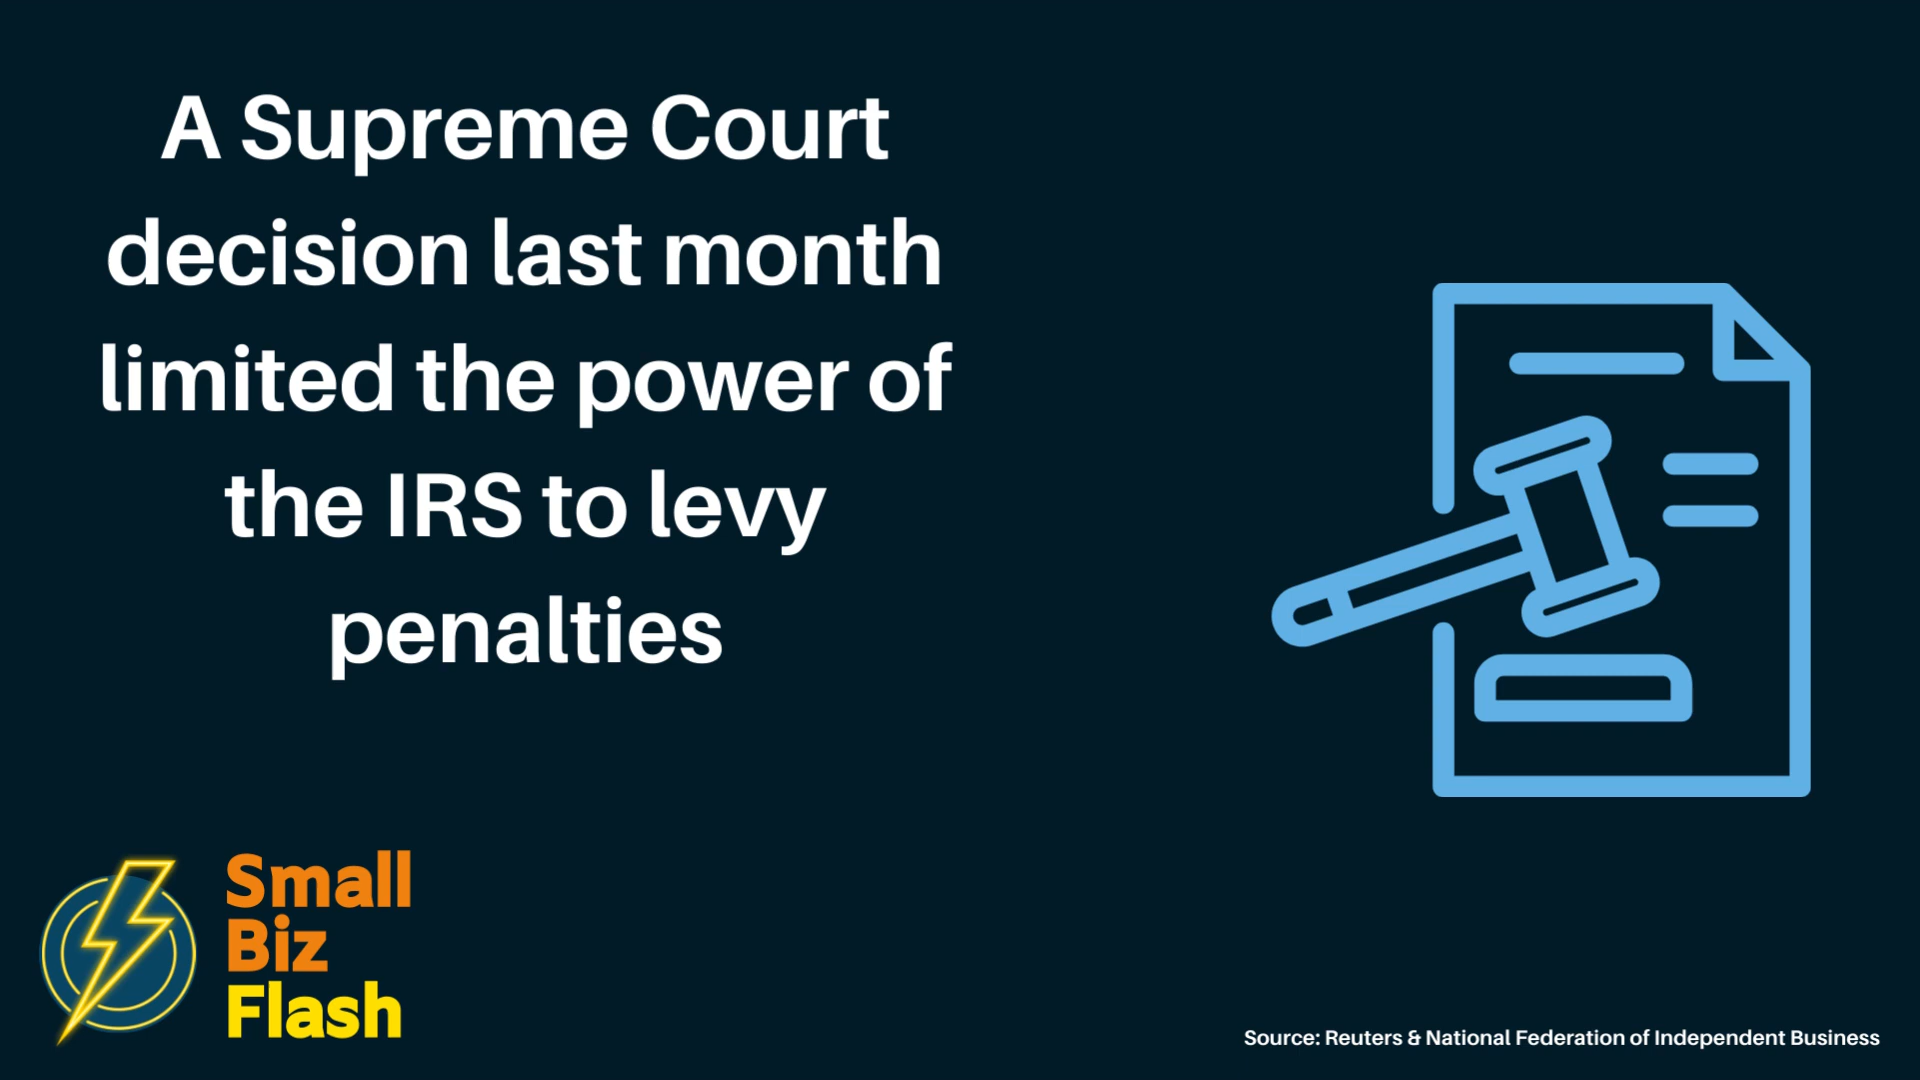 A Supreme Court
decision last month
limited the power of
the IRS to levy
penalties
Small
Biz
Flash
Source: Reuters & National Federation of Independent Business